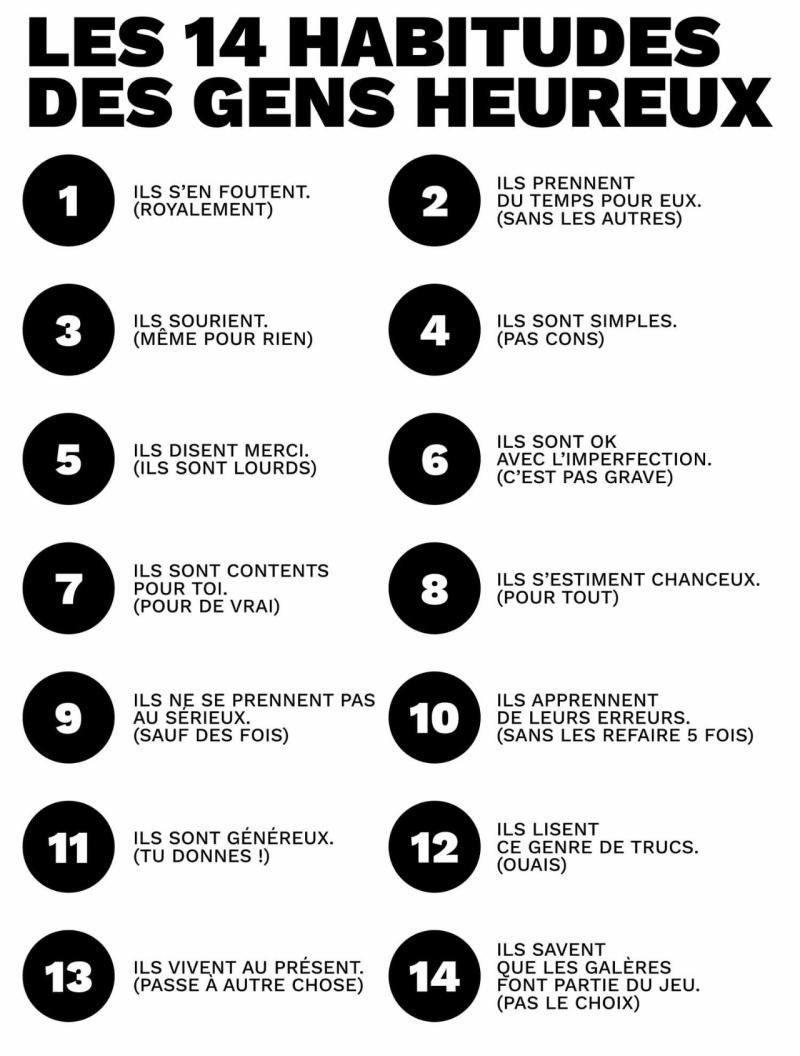 LES 14 HABITUDES
DES GENS HEUREUX
1
ILS S'EN FOUTENT.
(ROYALEMENT)
2
ILS PRENNENT
DU TEMPS POUR EUX.
(SANS LES AUTRES)
3
ILS SOURIENT.
(MÊME POUR RIEN)
4
ILS SONT SIMPLES.
(PAS CONS)
5
ILS DISENT MERCI.
(ILS SONT LOURDS)
6
ILS SONT OK
AVEC L'IMPERFECTION.
(C'EST PAS GRAVE)
7
ILS SONT CONTENTS
POUR TOI.
(POUR DE VRAI)
8
ILS S'ESTIMENT CHANCEUX.
(POUR TOUT)
9
ILS NE SE PRENNENT PAS
AU SÉRIEUX.
(SAUF DES FOIS)
10
ILS APPRENNENT
DE LEURS ERREURS.
(SANS LES REFAIRE 5 FOIS)
11
ILS SONT GÉNÉREUX.
(TU DONNES !)
12
ILS LISENT
CE GENRE DE TRUCS.
(OUAIS)
13
ILS VIVENT AU PRÉSENT.
(PASSE À AUTRE CHOSE)
14
ILS SAVENT
QUE LES GALÈRES
FONT PARTIE DU JEU.
(PAS LE CHOIX)